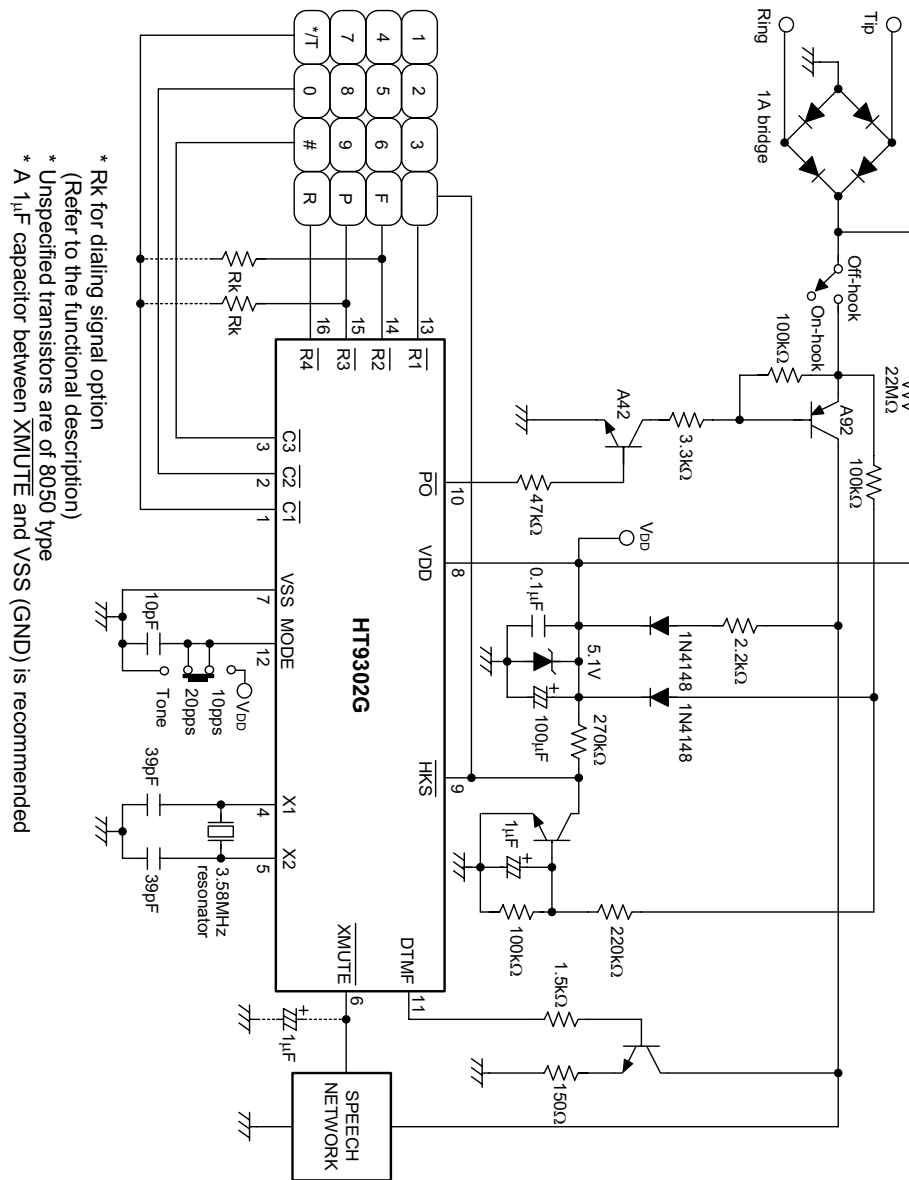 Tip
Ring
1A bridge
Off-hook
On-hook
22MΩ
100kΩ
A92
100kΩ
3.3kΩ
A42
47kΩ
VDD
0.1µF
5.1V
100µF
1N4148
1N4148
2.2kΩ
270kΩ
1µF
100kΩ
220kΩ
1.5kΩ
150Ω
1 2 3
4 5 6 F
7 8 9 P
*/T 0 # R
Rk
Rk
13
14
15
16
R1
R2
R3
R4
PO
10
VDD
8
HKS
9
DTMF
11
HT9302G
C3
3
C2
2
C1
1
VSS
7
MODE
12
X1
4
X2
5
XMUTE
6
10pF
VDD
10pps
20pps
Tone
39pF
39pF
3.58MHz
resonator
1µF
SPEECH
NETWORK
* Rk for dialing signal option
(Refer to the functional description)
* Unspecified transistors are of 8050 type
* A 1µF capacitor between XMUTE and VSS (GND) is recommended